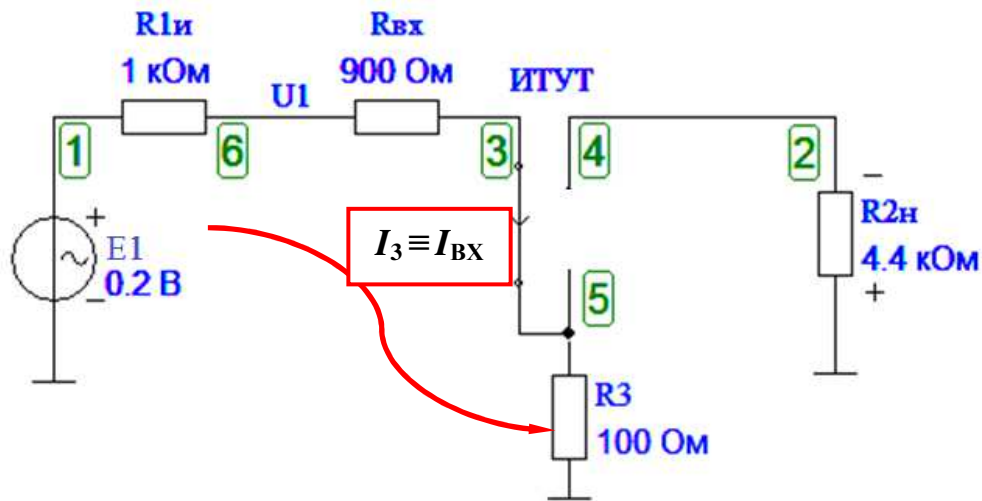 R1и
1 кОм
U1
Rвх
900 Ом
ИТУТ
1
6
3
4
2
+
E1
0.2 В
−
I₃ ≡ I_ВХ
−
R2н
4.4 кОм
+
5
R3
100 Ом